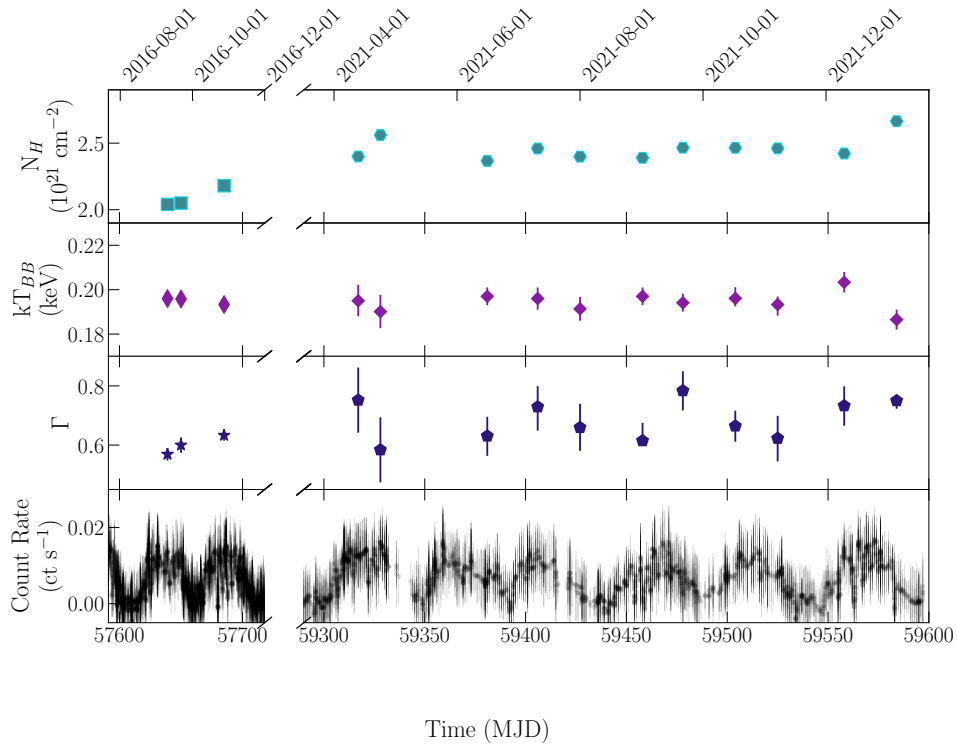 2016-08-01
2016-10-01
2016-12-01
2021-04-01
2021-06-01
2021-08-01
2021-10-01
2021-12-01
N_H
(10^21 cm^−2)
2.5
2.0
kT_BB
(keV)
0.22
0.20
0.18
Γ
0.8
0.6
Count Rate
(ct s^−1)
0.02
0.00
57600 57700 59300 59350 59400 59450 59500 59550 59600
Time (MJD)